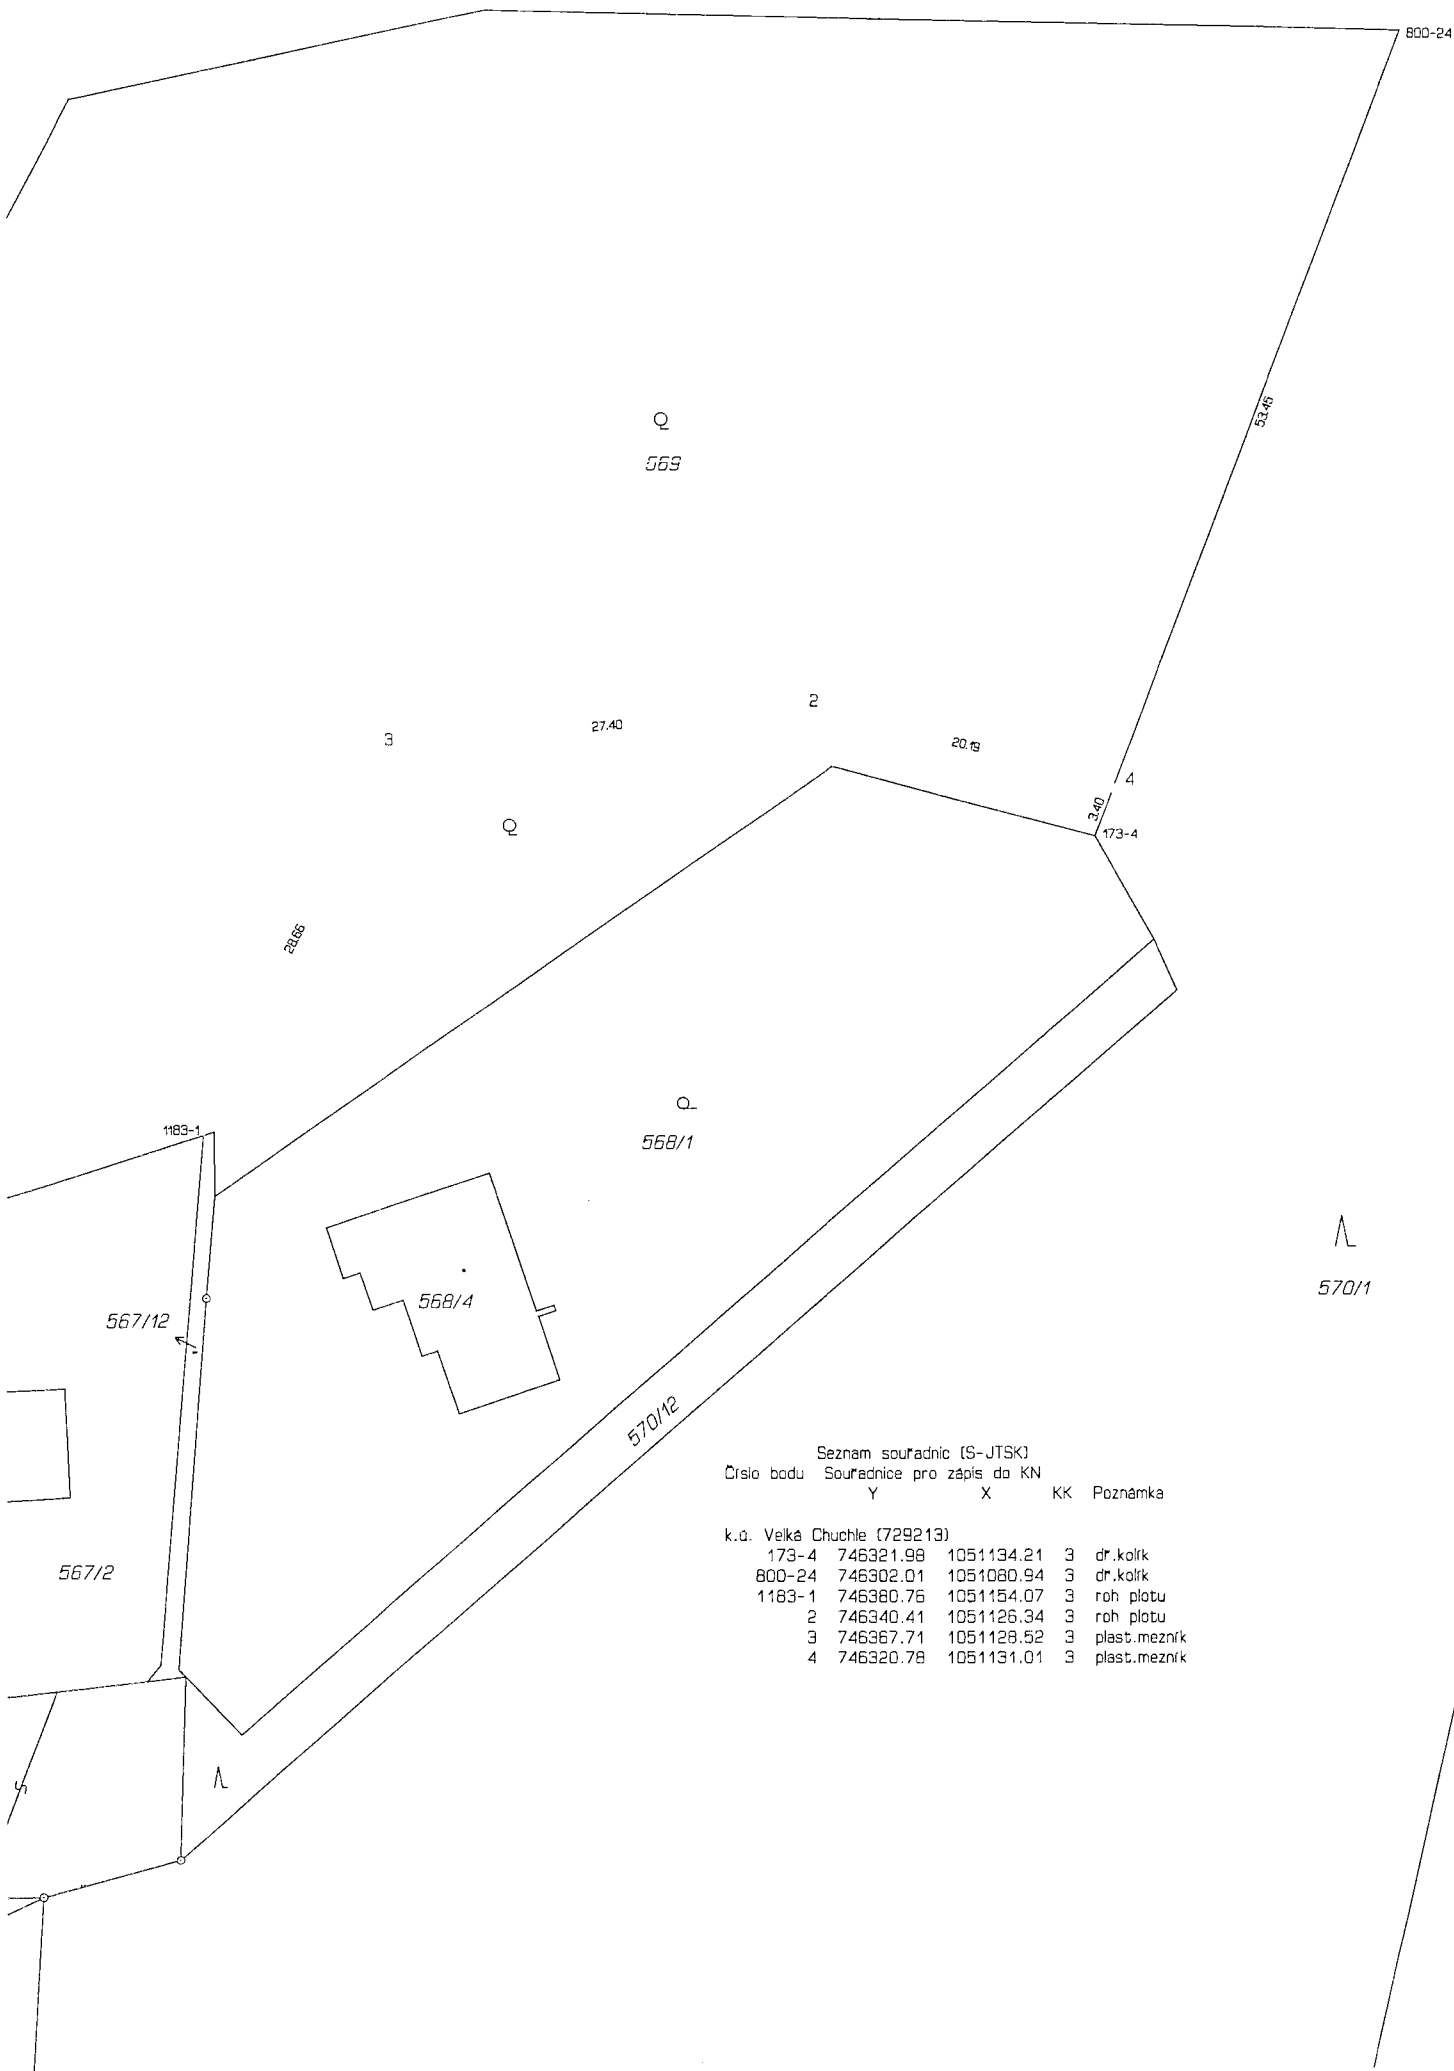 800-24
53.45
Q
569
2
27.40
3
20.19
4
3.40
Q
173-4
28.66
Q
1183-1
568/1
570/1
568/4
567/12
570/12
Seznam souřadnic (S-JTSK)
Číslo bodu Souřadnice pro zápis do KN
Y X KK Poznámka
k.ú. Velká Chuchle (729213)
173-4 746321.98 1051134.21 3 dř.kolík
800-24 746302.01 1051080.94 3 dř.kolík
1183-1 746380.76 1051154.07 3 roh plotu
2 746340.41 1051126.34 3 roh plotu
3 746367.71 1051128.52 3 plast.mezník
4 746320.78 1051131.01 3 plast.mezník
567/2